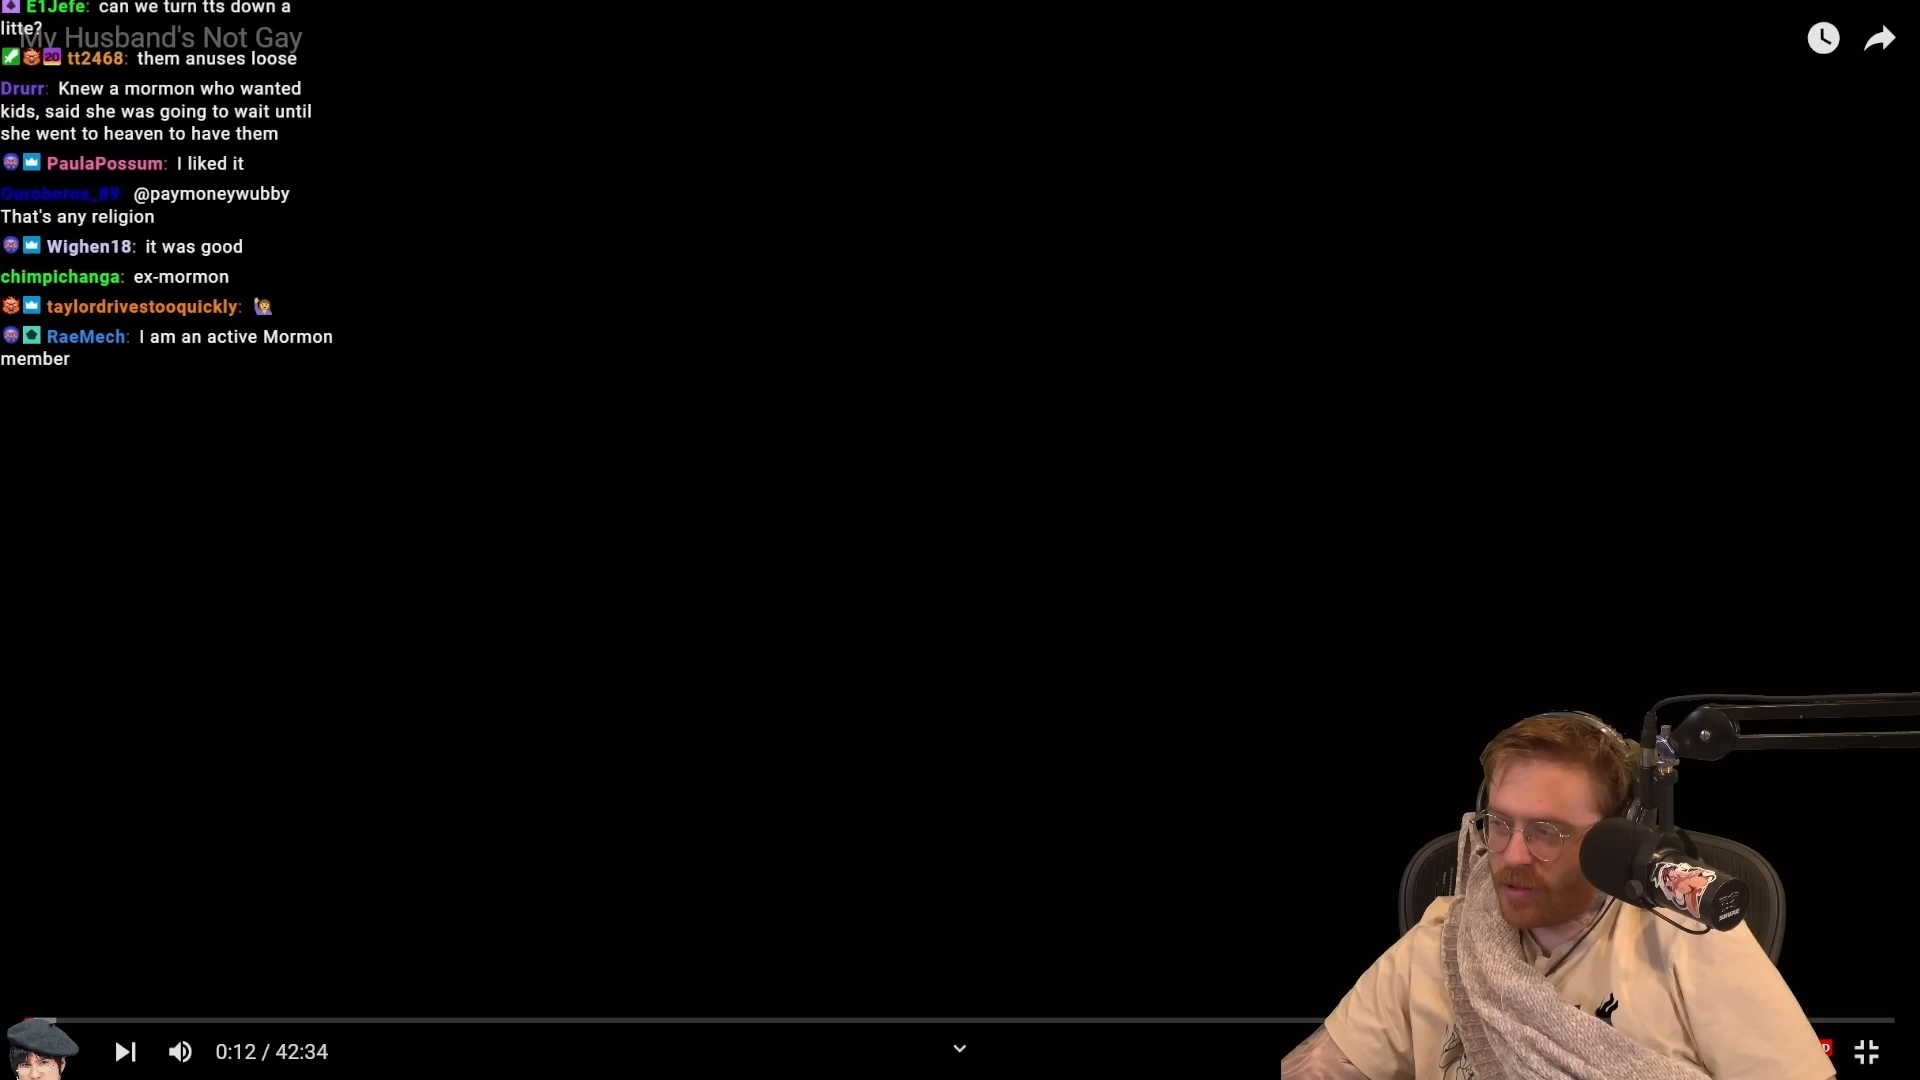 E1Jefe: can we turn tts down a
litte?
My Husband's Not Gay
20 tt2468: them anuses loose
Drurr: Knew a mormon who wanted
kids, said she was going to wait until
she went to heaven to have them
PaulaPossum: I liked it
Ouroboros_89: @paymoneywubby
That's any religion
Wighen18: it was good
chimpichanga: ex-mormon
taylordrivestooquickly: 🙋
RaeMech: I am an active Mormon
member
SHURE
0:12 / 42:34